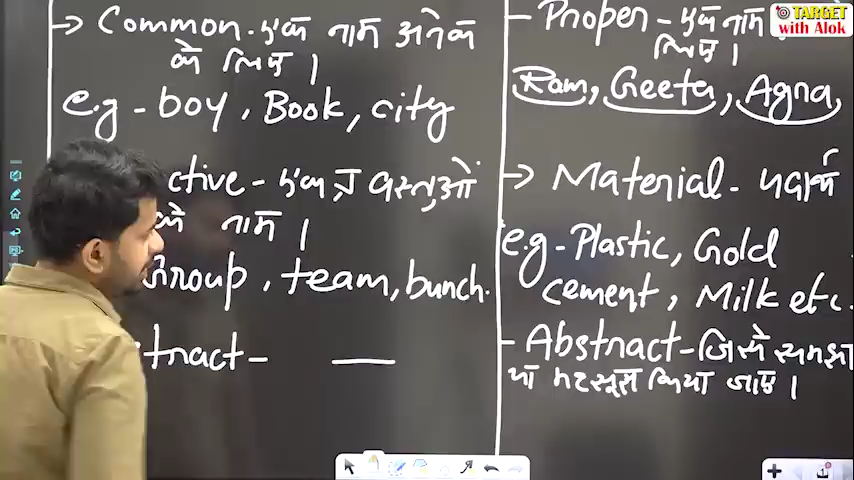 → Common - एक नाम अनेक
के लिए ।
e.g - boy, Book, city
ctive - एकत्र वस्तुओं
के नाम ।
Group, team, bunch.
tract -
- Proper - एक नाम
लिए ।
Ram, Geeta, Agra,
→ Material - पदार्थ
e.g - Plastic, Gold
cement, Milk etc.
- Abstract - जिसे समझा
या महसूस किया जाए ।
TARGET
with Alok